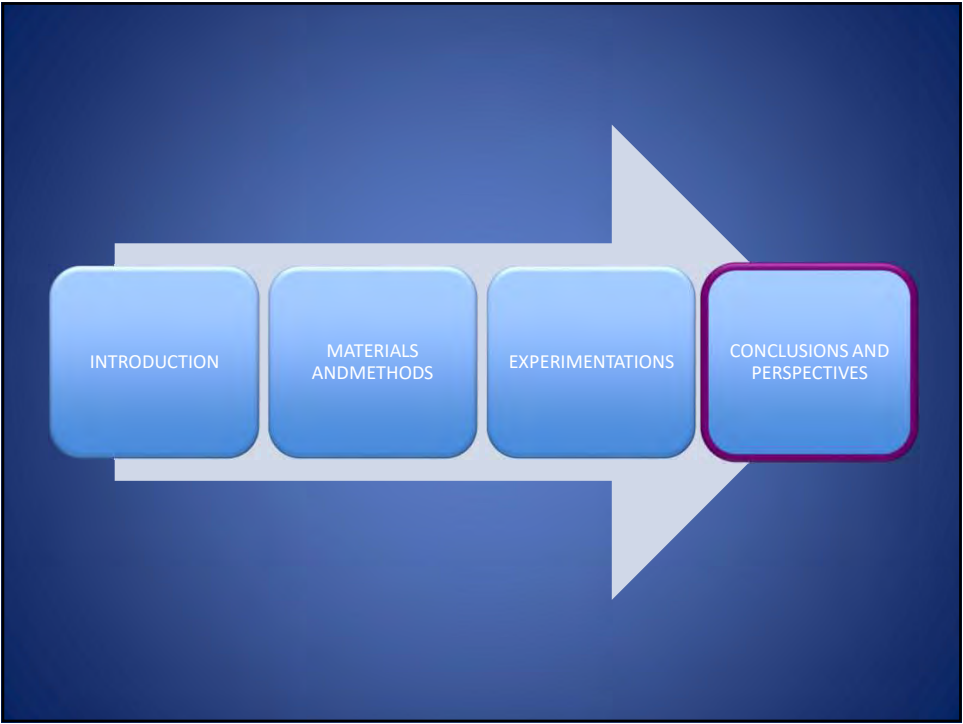 INTRODUCTION
MATERIALS
ANDMETHODS
EXPERIMENTATIONS
CONCLUSIONS AND
PERSPECTIVES